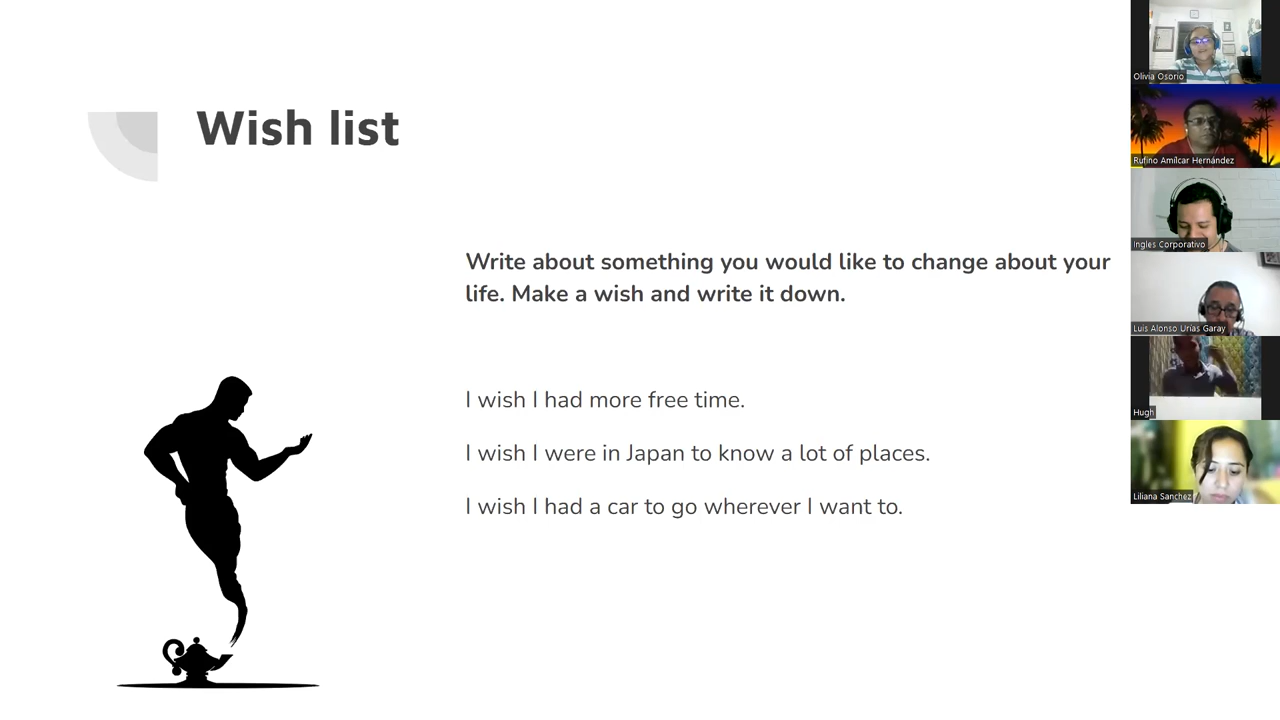 Wish list
Write about something you would like to change about your
life. Make a wish and write it down.
I wish I had more free time.
I wish I were in Japan to know a lot of places.
I wish I had a car to go wherever I want to.
Olivia Osorio
Rufino Amílcar Hernández
Ingles Corporativo
Luis Alonso Urías Garay
Hugh
Liliana Sanchez